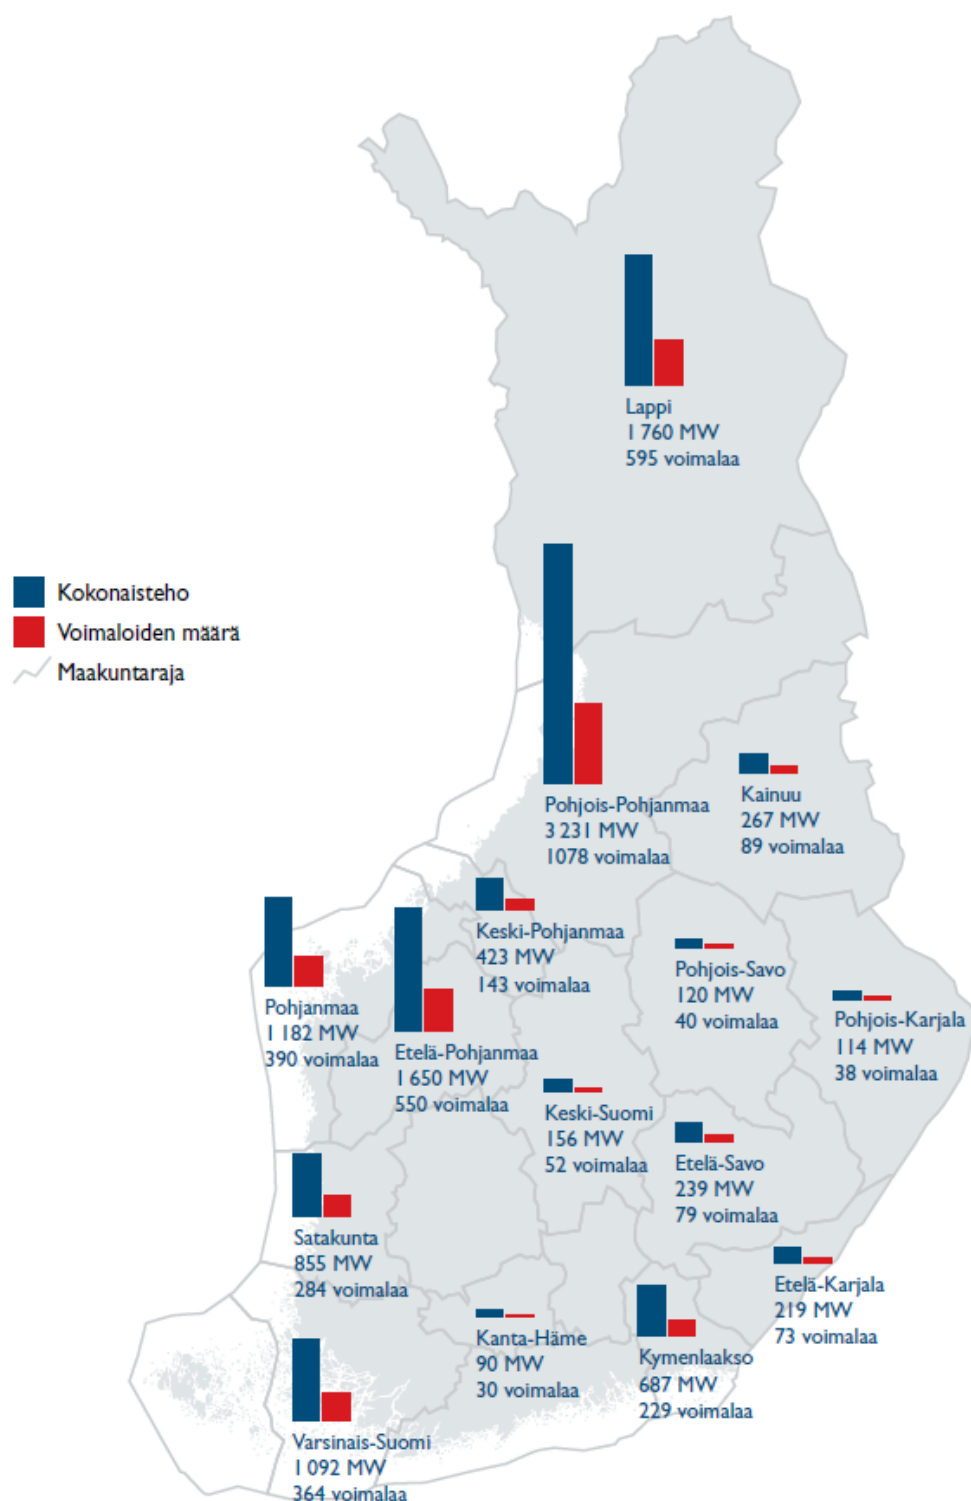 Lappi
1 760 MW
595 voimalaa
Kokonaisteho
Voimaloiden määrä
Maakuntaraja
Pohjois-Pohjanmaa
3 231 MW
1078 voimalaa
Kainuu
267 MW
89 voimalaa
Keski-Pohjanmaa
423 MW
143 voimalaa
Pohjois-Savo
120 MW
40 voimalaa
Pohjois-Karjala
114 MW
38 voimalaa
Pohjanmaa
1 182 MW
390 voimalaa
Etelä-Pohjanmaa
1 650 MW
550 voimalaa
Keski-Suomi
156 MW
52 voimalaa
Etelä-Savo
239 MW
79 voimalaa
Satakunta
855 MW
284 voimalaa
Etelä-Karjala
219 MW
73 voimalaa
Kanta-Häme
90 MW
30 voimalaa
Kymenlaakso
687 MW
229 voimalaa
Varsinais-Suomi
1 092 MW
364 voimalaa